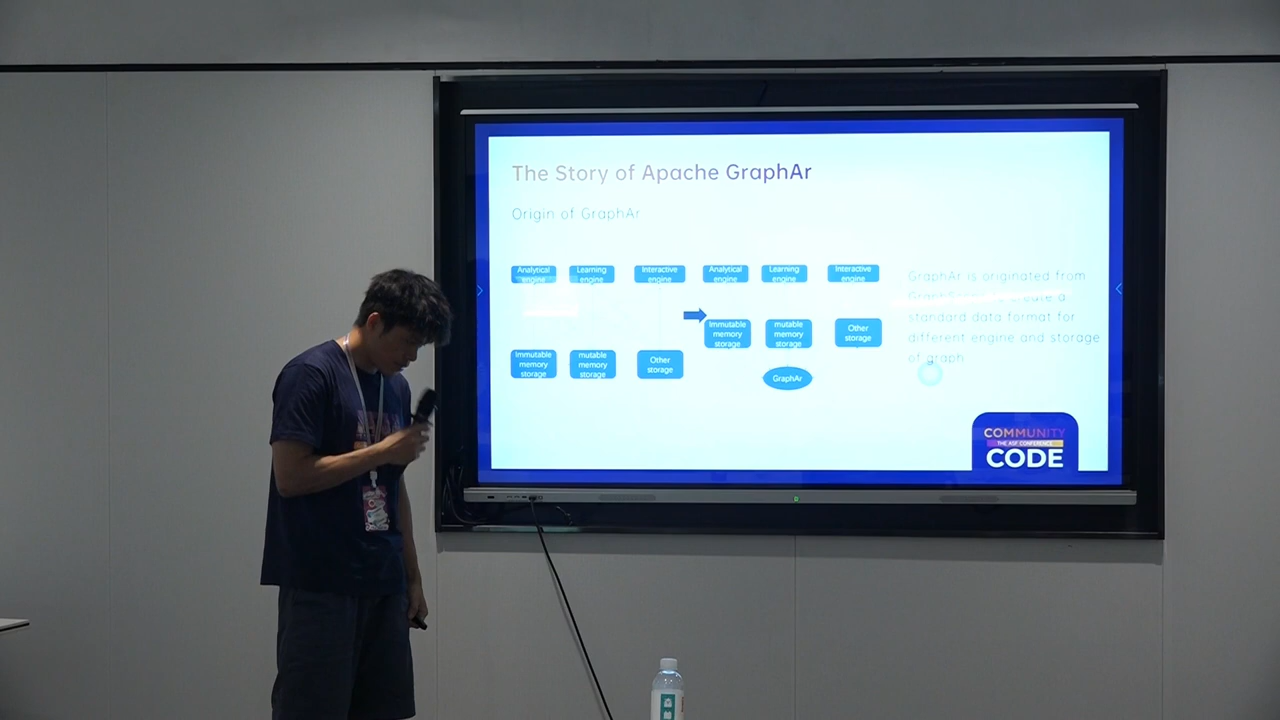 The Story of Apache GraphAr
Origin of GraphAr
Analytical engine
Learning engine
Interactive engine
Analytical engine
Learning engine
Interactive engine
Immutable memory storage
mutable memory storage
Other storage
Immutable memory storage
mutable memory storage
Other storage
GraphAr
GraphAr is originated from
create a
standard data format for
different engine and storage
of graph
COMMUNITY
THE ASF CONFERENCE
CODE